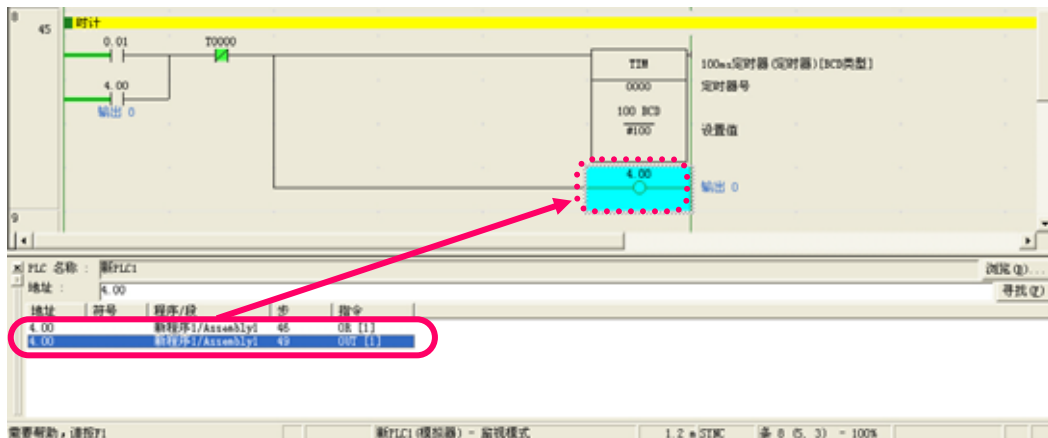 8
45
时计
0.01 T0000
4.00
输出 0
TIM 100ms定时器(定时器)[BCD类型]
0000 定时器号
100 BCD
#100 设置值
4.00
输出 0
9
PLC 名称 : 新PLC1 浏览(O)...
地址 : 4.00 寻找(F)
地址 符号 程序/段 步 指令
4.00 新程序1/Assembly1 46 OR [1]
4.00 新程序1/Assembly1 49 OUT [1]
需要帮助，请按F1 新PLC1(模拟器) - 监视模式 1.2 ms SYNC 条 8 (5, 3) - 100%